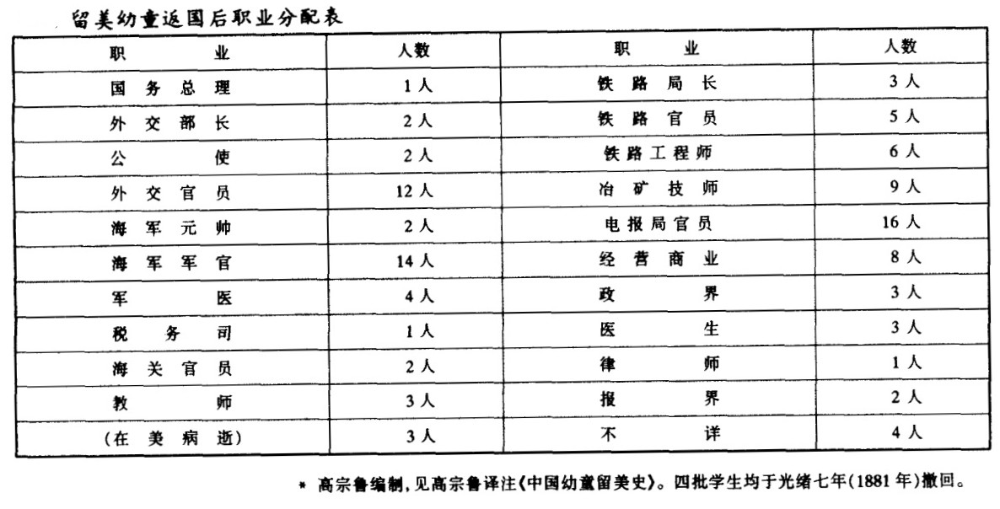 留美幼童返国后职业分配表
职业 人数 职业 人数
国务总理 1人 铁路局长 3人
外交部长 2人 铁路官员 5人
公使 2人 铁路工程师 6人
外交官员 12人 冶矿技师 9人
海军元帅 2人 电报局官员 16人
海军军官 14人 经营商业 8人
军医 4人 政界 3人
税务司 1人 医生 3人
海关官员 2人 律师 1人
教师 3人 报界 2人
(在美病逝) 3人 不详 4人
* 高宗鲁编制,见高宗鲁译注《中国幼童留美史》。四批学生均于光绪七年(1881年)撤回。